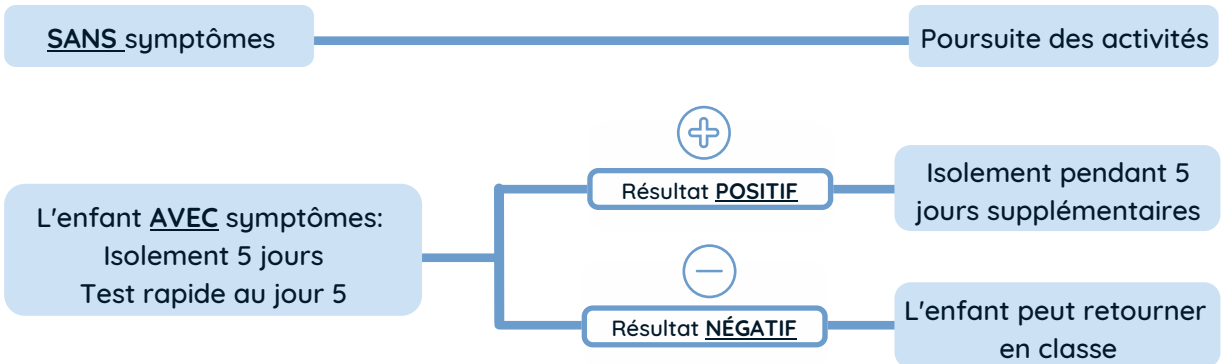 SANS symptômes
Poursuite des activités
L'enfant AVEC symptômes:
Isolement 5 jours
Test rapide au jour 5
Résultat POSITIF
Isolement pendant 5
jours supplémentaires
Résultat NÉGATIF
L'enfant peut retourner
en classe